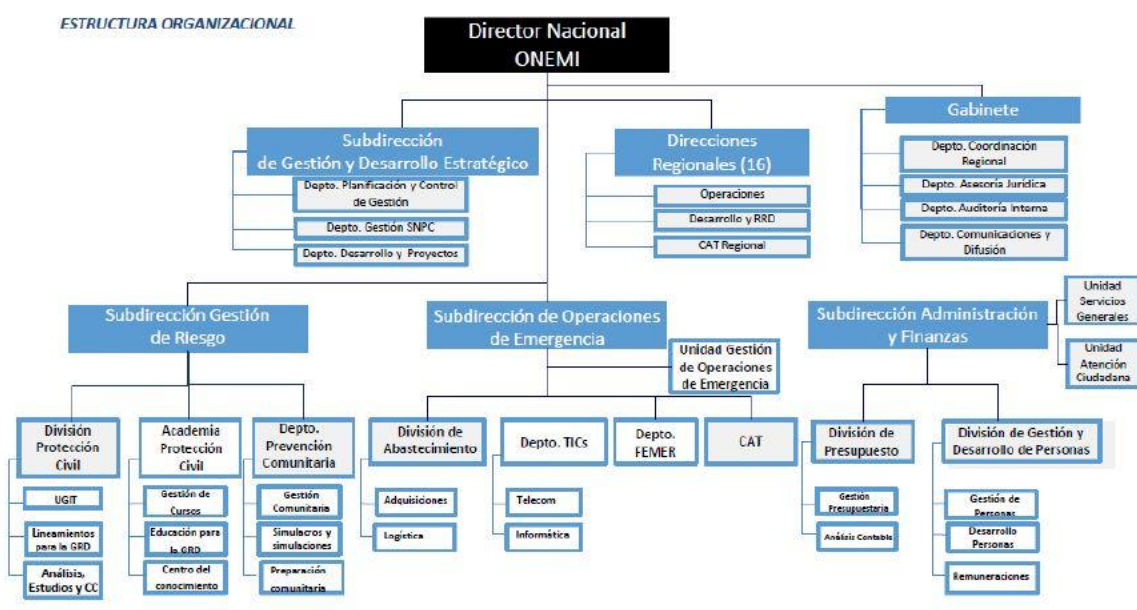 ESTRUCTURA ORGANIZACIONAL
Director Nacional
ONEMI
Subdirección
de Gestión y Desarrollo Estratégico
Depto. Planificación y Control
de Gestión
Depto. Gestión SNPC
Depto. Desarrollo y Proyectos
Direcciones
Regionales (16)
Operaciones
Desarrollo y RRD
CAT Regional
Gabinete
Depto. Coordinación
Regional
Depto. Asesoría Jurídica
Depto. Auditoría Interna
Depto. Comunicaciones y
Difusión
Subdirección Gestión
de Riesgo
División
Protección
Civil
UGIT
Lineamientos
para la GRD
Análisis,
Estudios y CC
Academia
Protección
Civil
Gestión de
Cursos
Educación para
la GRD
Centro del
conocimiento
Depto.
Prevención
Comunitaria
Gestión
Comunitaria
Simulacros y
simulaciones
Preparación
comunitaria
Subdirección de Operaciones
de Emergencia
Unidad Gestión
de Operaciones
de Emergencia
División de
Abastecimiento
Adquisiciones
Logística
Depto. TICs
Telecom
Informática
Depto.
FEMER
CAT
Subdirección Administración
y Finanzas
Unidad
Servicios
Generales
Unidad
Atención
Ciudadana
División de
Presupuesto
Gestión
Presupuestaria
Análisis Contable
División de Gestión y
Desarrollo de Personas
Gestión de
Personas
Desarrollo
Personas
Remuneraciones